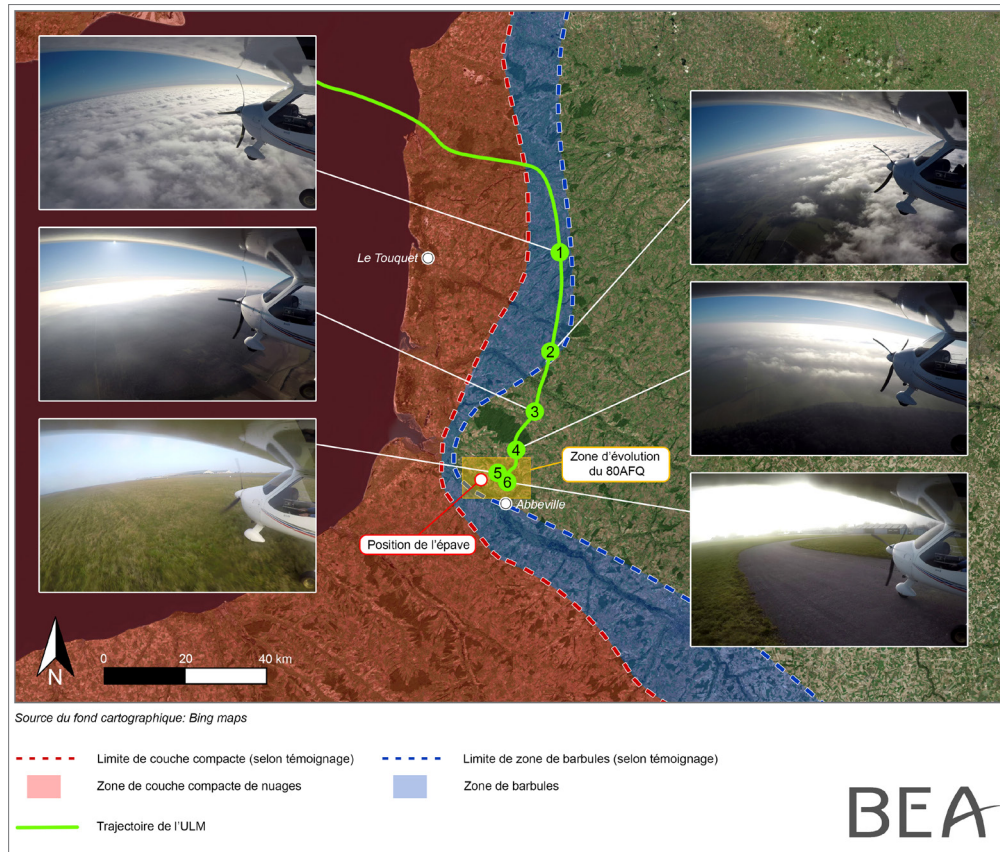 Le Touquet
1
2
3
4
5
6
Zone d'évolution
du 80AFQ
Abbeville
Position de l'épave
N
0 20 40 km
Source du fond cartographique: Bing maps
Limite de couche compacte (selon témoignage)
Limite de zone de barbules (selon témoignage)
Zone de couche compacte de nuages
Zone de barbules
Trajectoire de l'ULM
BEA